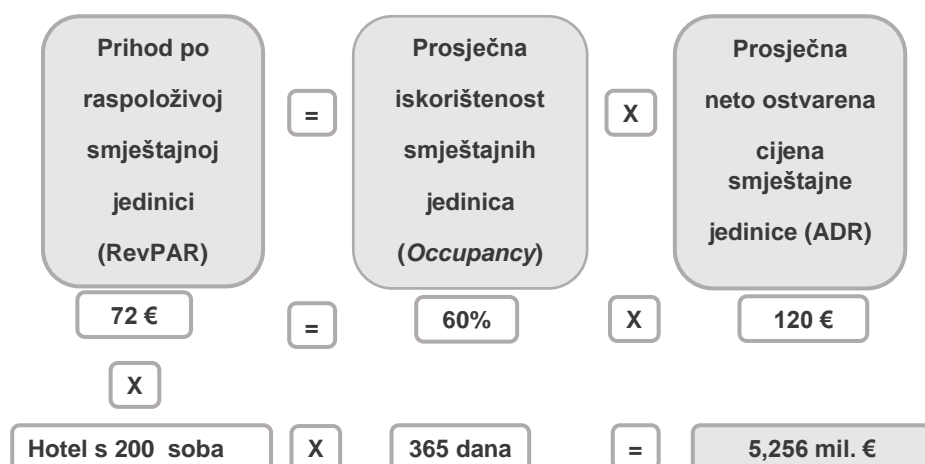 Prihod po
raspoloživoj
smještajnoj
jedinici
(RevPAR)
=
Prosječna
iskorištenost
smještajnih
jedinica
(Occupancy)
X
Prosječna
neto ostvarena
cijena
smještajne
jedinice (ADR)
72 €
=
60%
X
120 €
X
Hotel s 200 soba
X
365 dana
=
5,256 mil. €